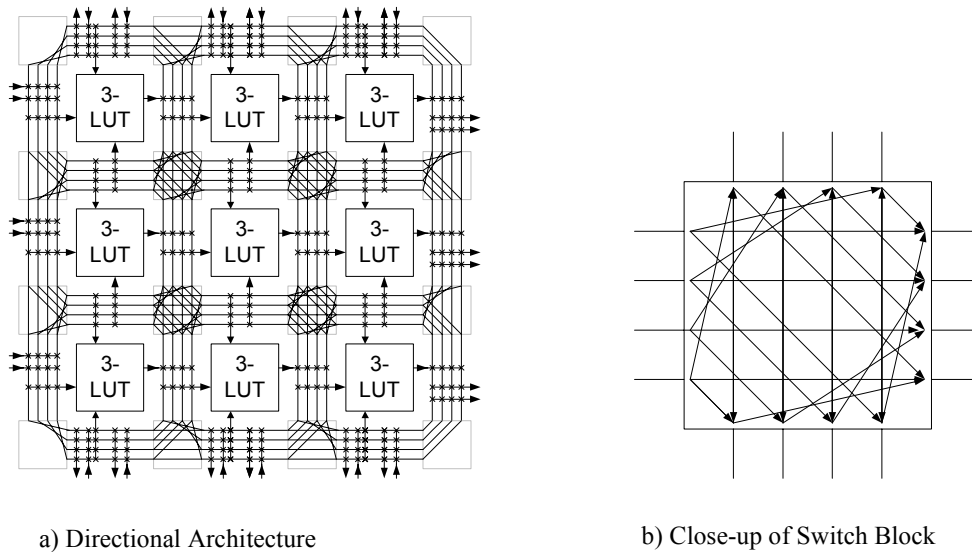 3-
LUT
3-
LUT
3-
LUT
3-
LUT
3-
LUT
3-
LUT
3-
LUT
3-
LUT
3-
LUT
a) Directional Architecture
b) Close-up of Switch Block